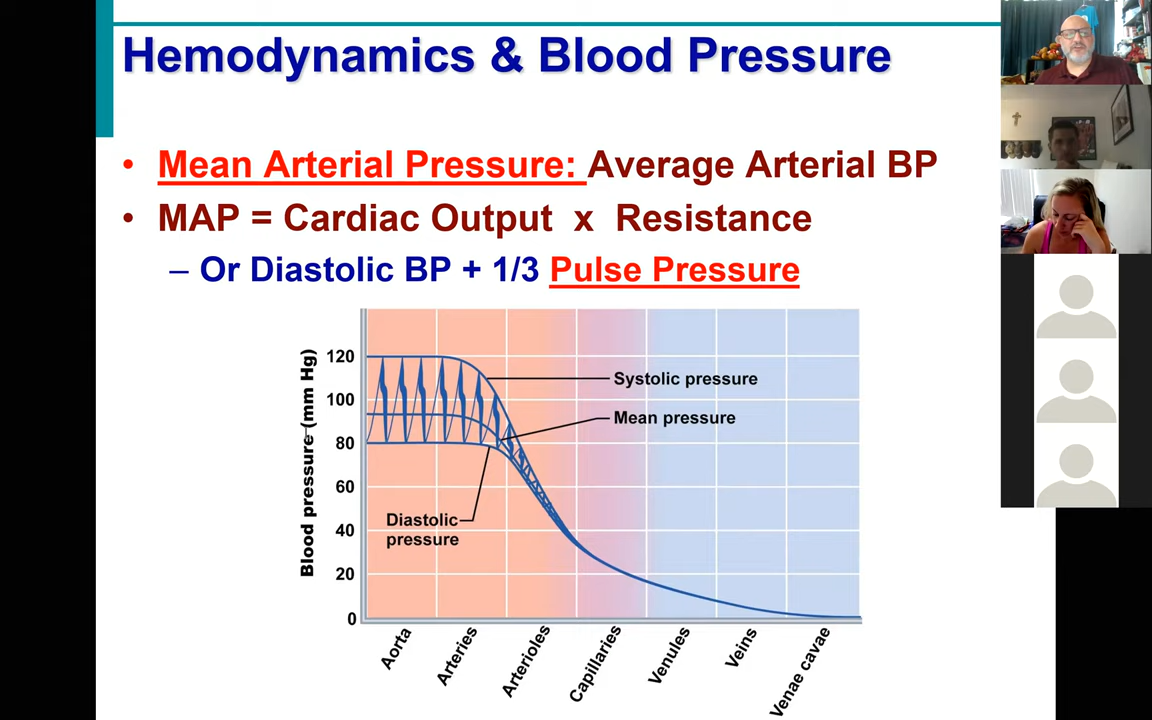 Hemodynamics & Blood Pressure
• Mean Arterial Pressure: Average Arterial BP
• MAP = Cardiac Output x Resistance
– Or Diastolic BP + 1/3 Pulse Pressure
Blood pressure (mm Hg)
120
100
80
60
40
20
0
Systolic pressure
Mean pressure
Diastolic
pressure
Aorta
Arteries
Arterioles
Capillaries
Venules
Veins
Venae cavae